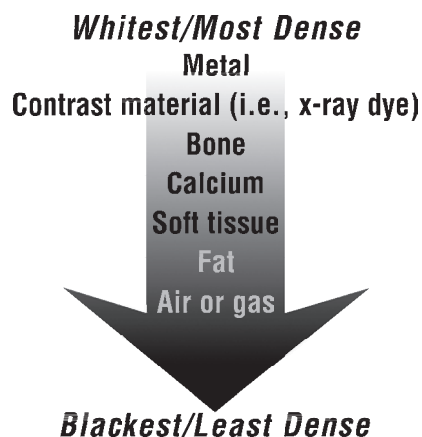 Whitest/Most Dense
Metal
Contrast material (i.e., x-ray dye)
Bone
Calcium
Soft tissue
Fat
Air or gas
Blackest/Least Dense